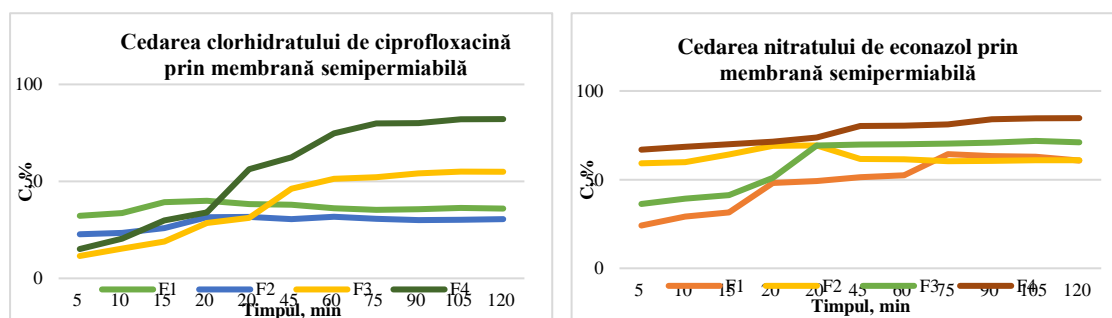 Cedarea clorhidratului de ciprofloxacină
prin membrană semipermiabilă
C., %
100
50
0
5 10 15 20 20 45 60 75 90 105 120
F1 F2 F3 F4
Timpul, min
Cedarea nitratului de econazol prin
membrană semipermiabilă
C., %
100
50
0
5 10 15 20 20 45 60 75 90 105 120
F1 F2 F3 F4
Timpul, min